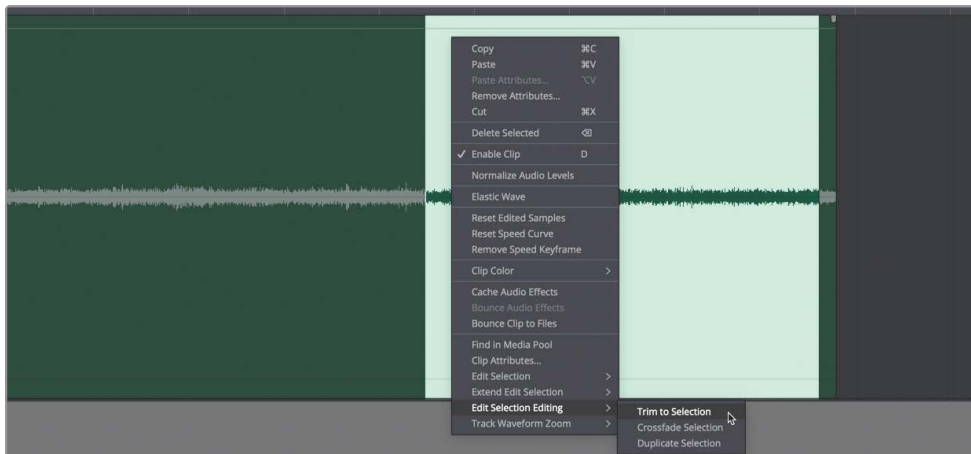 Copy ⌘C
Paste ⌘V
Paste Attributes... ⌥V
Remove Attributes...
Cut ⌘X
Delete Selected ⌫
✓ Enable Clip D
Normalize Audio Levels
Elastic Wave
Reset Edited Samples
Reset Speed Curve
Remove Speed Keyframe
Clip Color >
Cache Audio Effects
Bounce Audio Effects
Bounce Clip to Files
Find in Media Pool
Clip Attributes...
Edit Selection >
Extend Edit Selection >
Edit Selection Editing >
Track Waveform Zoom >
Trim to Selection
Crossfade Selection
Duplicate Selection